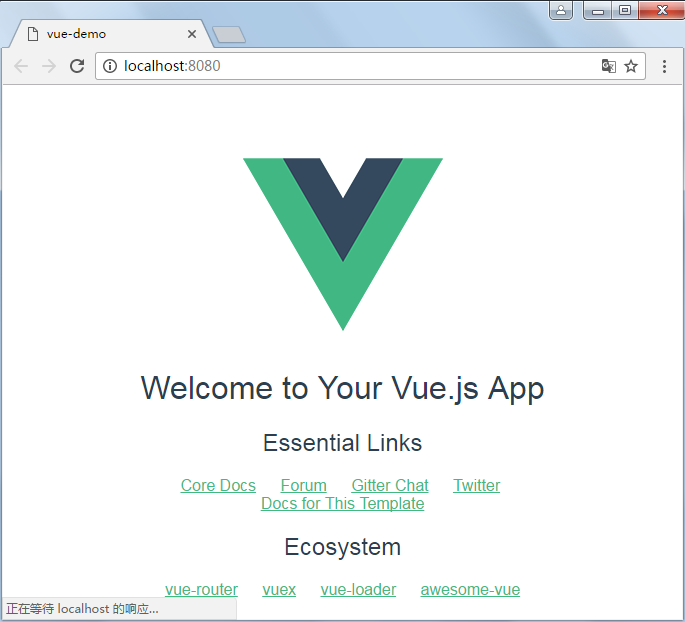 vue-demo
localhost:8080
Welcome to Your Vue.js App
Essential Links
Core Docs Forum Gitter Chat Twitter
Docs for This Template
Ecosystem
vue-router vuex vue-loader awesome-vue
正在等待 localhost 的响应...